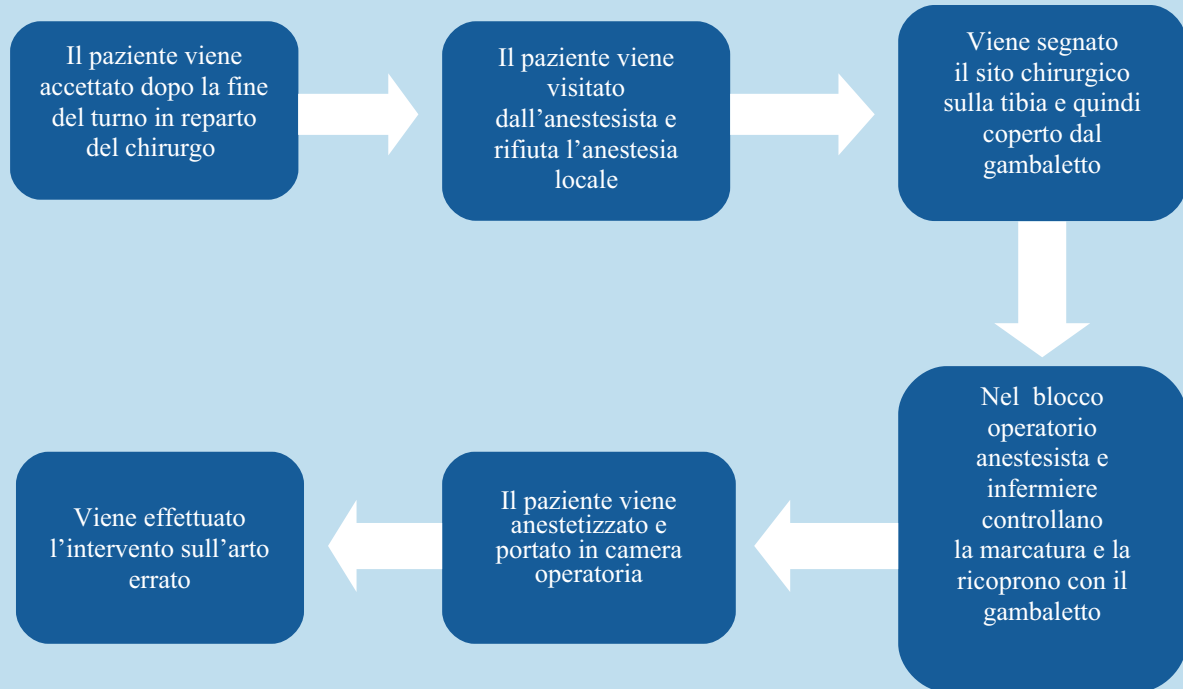 Il paziente viene
accettato dopo la fine
del turno in reparto
del chirurgo
Il paziente viene
visitato
dall’anestesista e
rifiuta l’anestesia
locale
Viene segnato
il sito chirurgico
sulla tibia e quindi
coperto dal
gambaletto
Nel blocco
operatorio
anestesista e
infermiere
controllano
la marcatura e la
ricoprono con il
gambaletto
Il paziente viene
anestetizzato e
portato in camera
operatoria
Viene effettuato
l’intervento sull’arto
errato